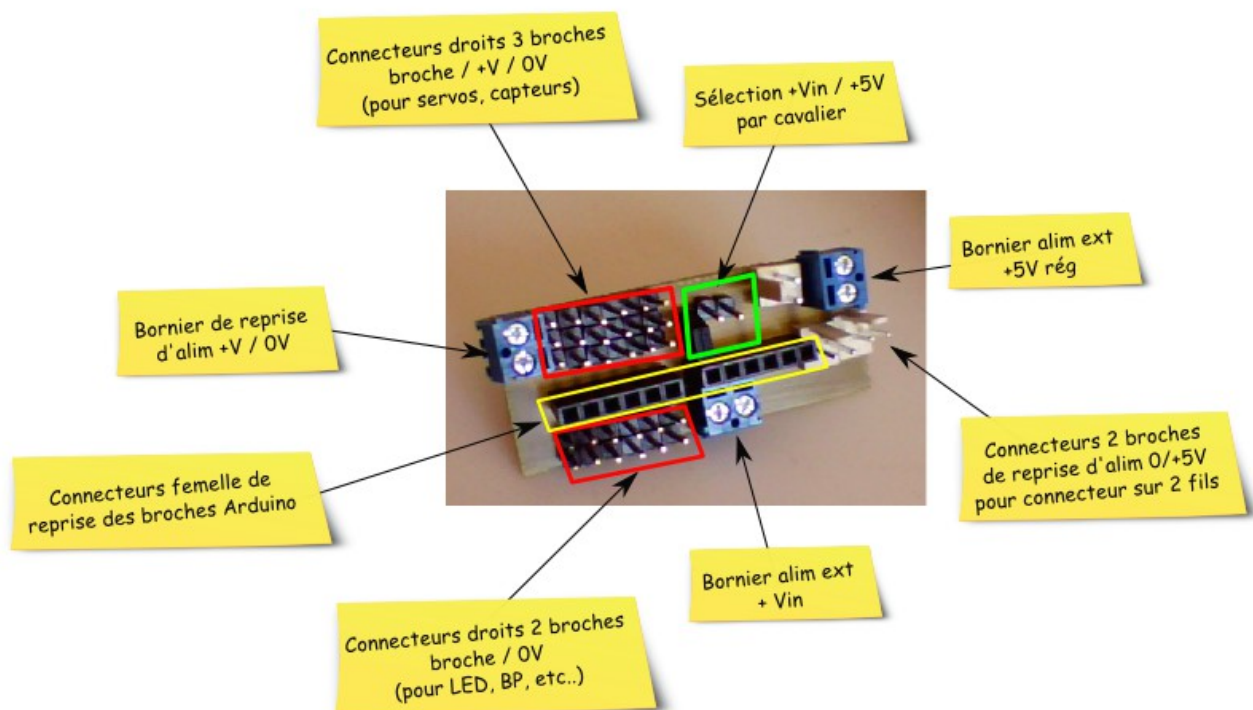 Connecteurs droits 3 broches
broche / +V / 0V
(pour servos, capteurs)
Sélection +Vin / +5V
par cavalier
Bornier alim ext
+5V rég
Bornier de reprise
d'alim +V / 0V
Connecteurs femelle de
reprise des broches Arduino
Connecteurs 2 broches
de reprise d'alim 0/+5V
pour connecteur sur 2 fils
Bornier alim ext
+ Vin
Connecteurs droits 2 broches
broche / 0V
(pour LED, BP, etc..)